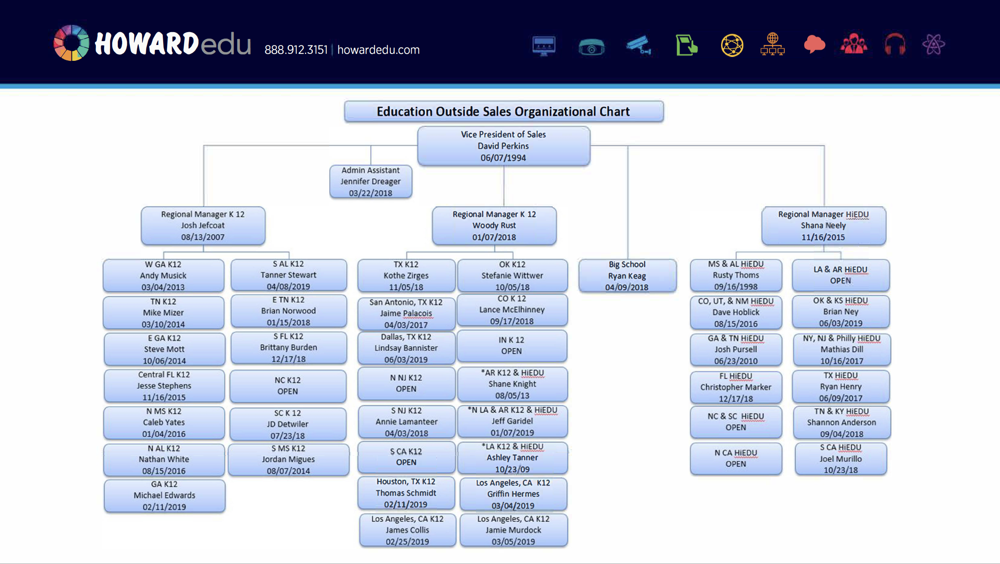 HOWARDedu 888.912.3151 | howardedu.com
Education Outside Sales Organizational Chart
Vice President of Sales
David Perkins
06/07/1994
Admin Assistant
Jennifer Dreager
03/22/2018
Regional Manager K 12
Josh Jefcoat
08/13/2007
Regional Manager K 12
Woody Rust
01/07/2018
Regional Manager HiEDU
Shana Neely
11/16/2015
W GA K12
Andy Musick
03/04/2013
TN K12
Mike Mizer
03/10/2014
E GA K12
Steve Mott
10/06/2014
Central FL K12
Jesse Stephens
11/16/2015
N MS K12
Caleb Yates
01/04/2016
N AL K12
Nathan White
08/15/2016
GA K12
Michael Edwards
02/11/2019
S AL K12
Tanner Stewart
04/08/2019
E TN K12
Brian Norwood
01/15/2018
S FL K12
Brittany Burden
12/17/18
NC K12
OPEN
SC K 12
JD Detwiler
07/23/18
S MS K12
Jordan Migues
08/07/2014
TX K12
Kothe Zirges
11/05/18
San Antonio, TX K12
Jaime Palacois
04/03/2017
Dallas, TX K12
Lindsay Bannister
06/03/2019
N NJ K12
OPEN
S NJ K12
Annie Lamanteer
04/03/2018
S CA K12
OPEN
Houston, TX K12
Thomas Schmidt
02/11/2019
Los Angeles, CA K12
James Collis
02/25/2019
OK K12
Stefanie Wittwer
10/05/18
CO K 12
Lance McElhinney
09/17/2018
IN K 12
OPEN
*AR K12 & HiEDU
Shane Knight
08/05/13
*N LA & AR K12 & HiEDU
Jeff Garidel
01/07/2019
*LA K12 & HiEDU
Ashley Tanner
10/23/09
Los Angeles, CA K12
Griffin Hermes
03/04/2019
Los Angeles, CA K12
Jamie Murdock
03/05/2019
Big School
Ryan Keag
04/09/2018
MS & AL HiEDU
Rusty Thoms
09/16/1998
CO, UT, & NM HiEDU
Dave Hoblick
08/15/2016
GA & TN HiEDU
Josh Pursell
06/23/2010
FL HiEDU
Christopher Marker
12/17/18
NC & SC HiEDU
OPEN
N CA HiEDU
OPEN
LA & AR HiEDU
OPEN
OK & KS HiEDU
Brian Ney
06/03/2019
NY, NJ & Philly HiEDU
Mathias Dill
10/16/2017
TX HiEDU
Ryan Henry
06/09/2017
TN & KY HiEDU
Shannon Anderson
09/04/2018
S CA HiEDU
Joel Murillo
10/23/18